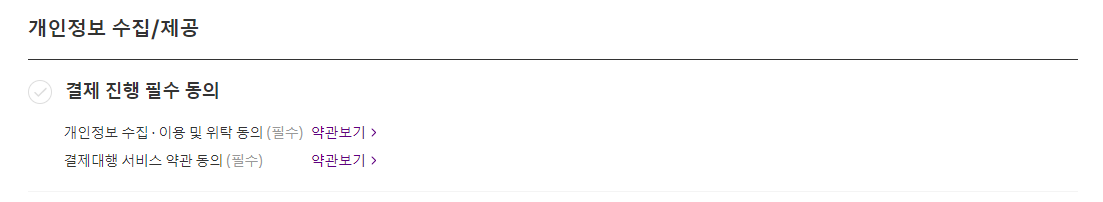 개인정보 수집/제공
결제 진행 필수 동의
개인정보 수집 · 이용 및 위탁 동의 (필수) 약관보기 >
결제대행 서비스 약관 동의 (필수) 약관보기 >